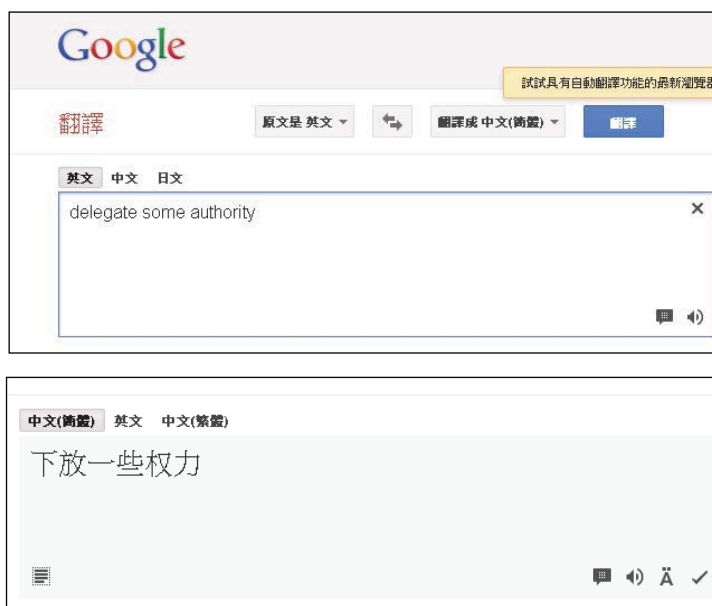 Google
試試具有自動翻譯功能的最新瀏覽器
翻譯
原文是 英文
翻譯成 中文(簡體)
翻譯
英文 中文 日文
delegate some authority
中文(簡體) 英文 中文(繁體)
下放一些权力
Ä